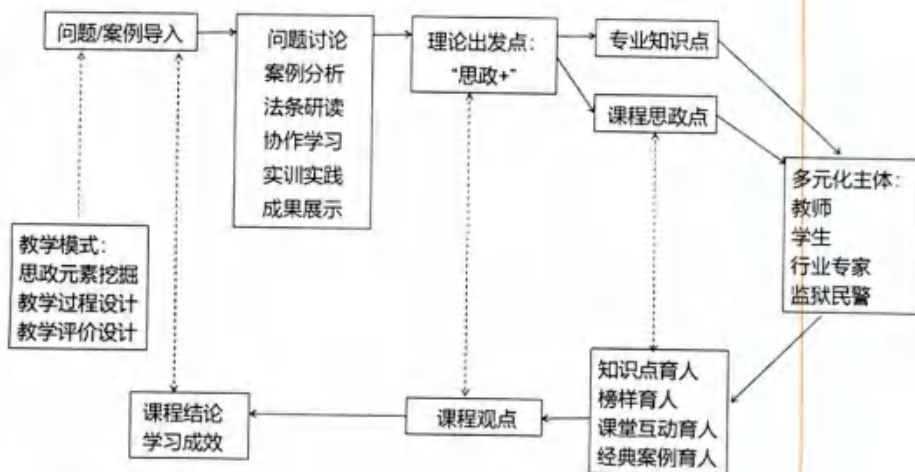 问题/案例导入
问题讨论
案例分析
法条研读
协作学习
实训实践
成果展示
理论出发点：
“思政+”
专业知识点
课程思政点
多元化主体：
教师
学生
行业专家
监狱民警
教学模式：
思政元素挖掘
教学过程设计
教学评价设计
知识点育人
榜样育人
课堂互动育人
经典案例育人
课程观点
课程结论
学习成效